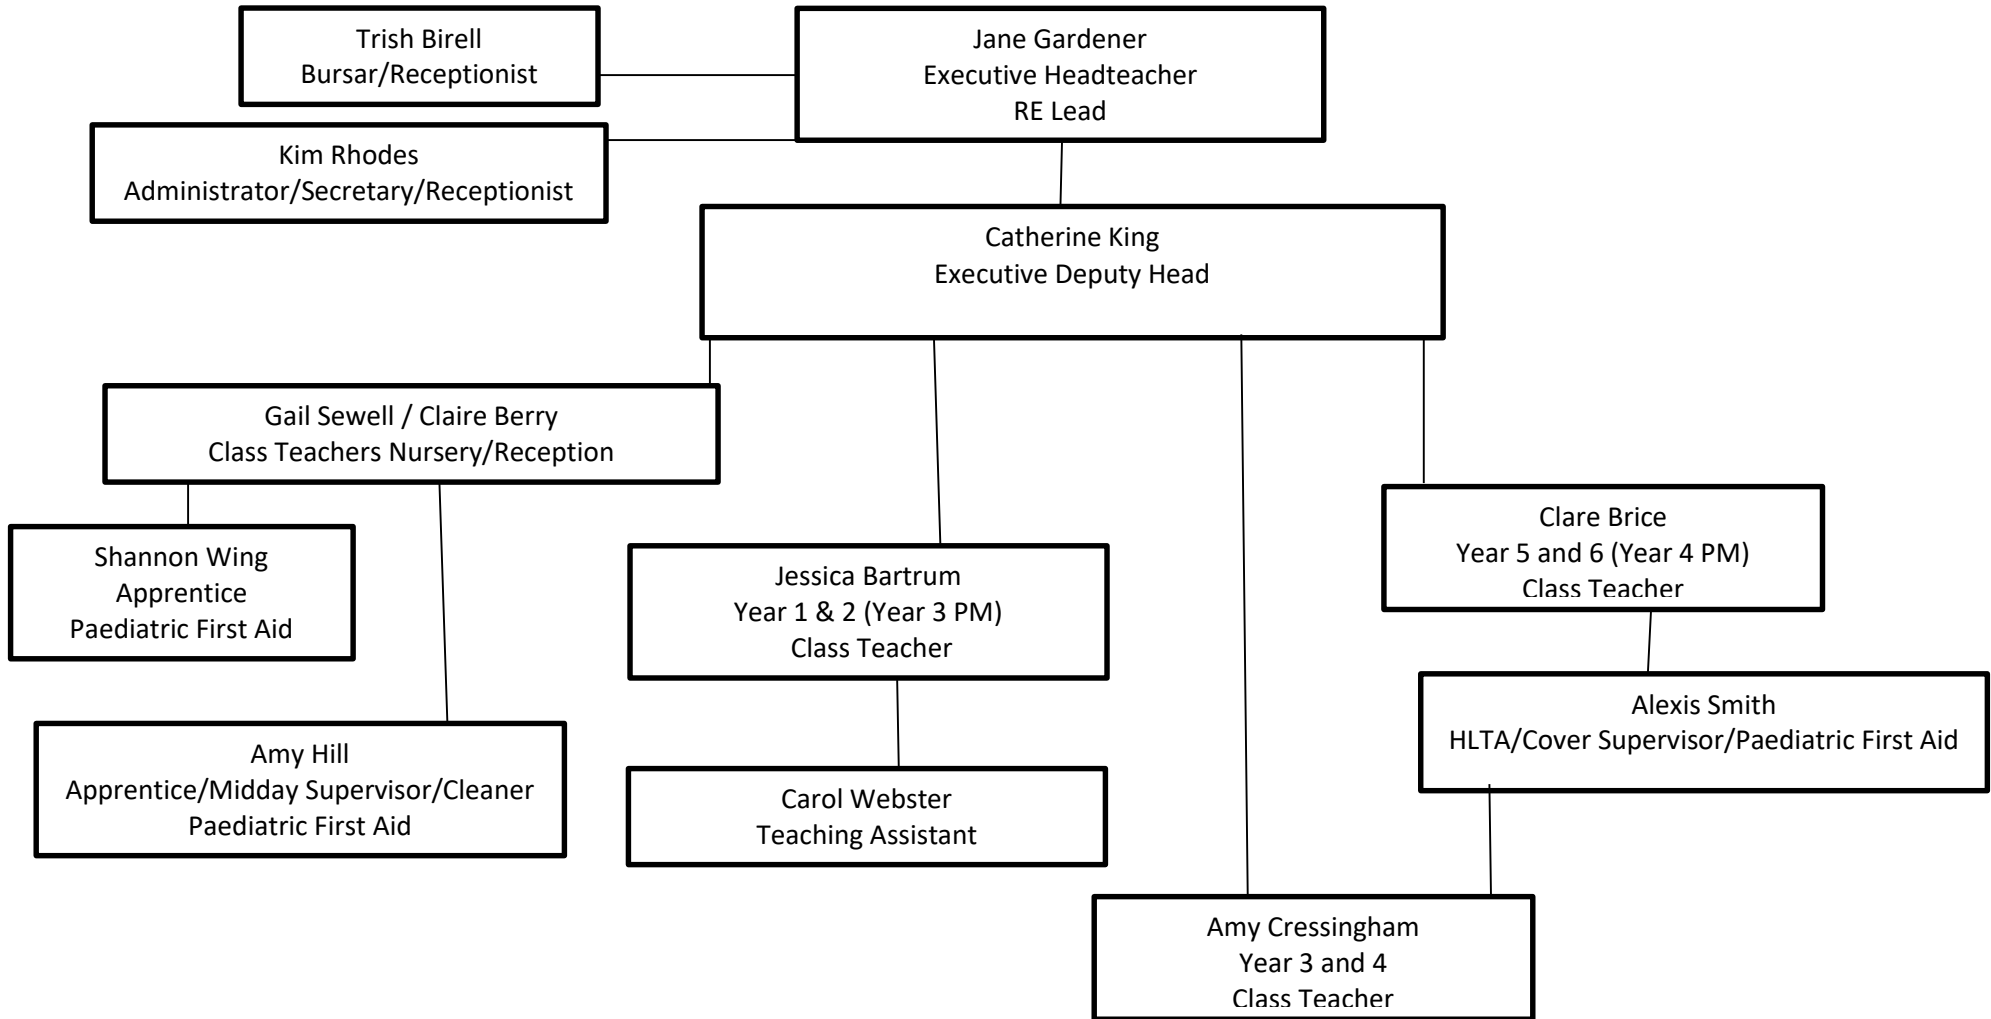 Trish Birell
Bursar/Receptionist
Jane Gardener
Executive Headteacher
RE Lead
Kim Rhodes
Administrator/Secretary/Receptionist
Catherine King
Executive Deputy Head
Gail Sewell / Claire Berry
Class Teachers Nursery/Reception
Shannon Wing
Apprentice
Paediatric First Aid
Amy Hill
Apprentice/Midday Supervisor/Cleaner
Paediatric First Aid
Jessica Bartrum
Year 1 & 2 (Year 3 PM)
Class Teacher
Carol Webster
Teaching Assistant
Clare Brice
Year 5 and 6 (Year 4 PM)
Class Teacher
Alexis Smith
HLTA/Cover Supervisor/Paediatric First Aid
Amy Cressingham
Year 3 and 4
Class Teacher